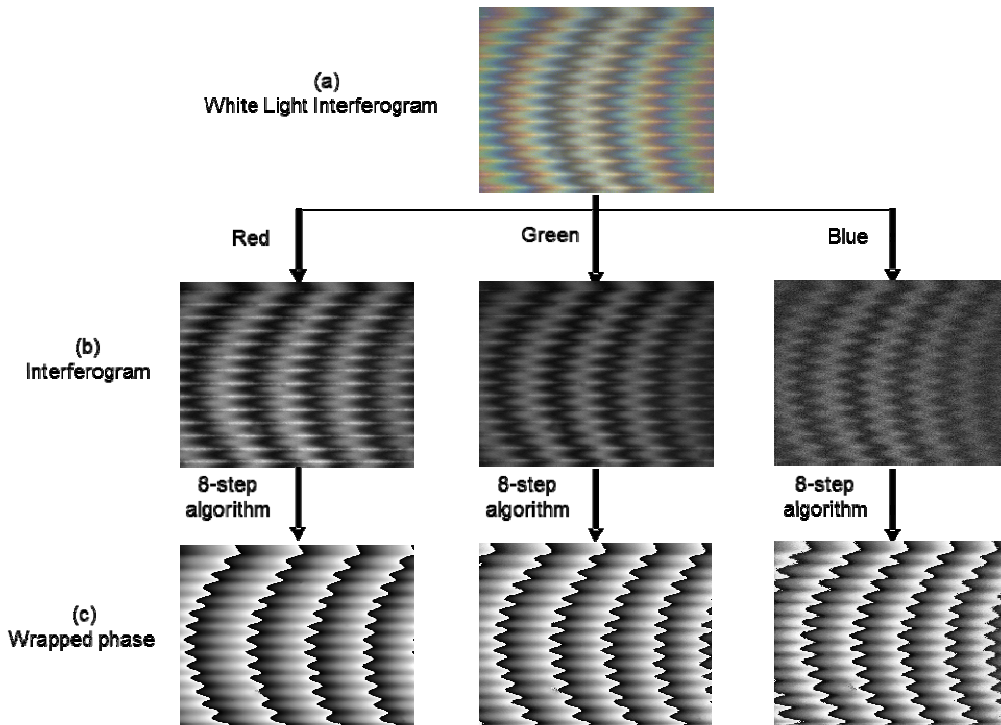 (a)
White Light Interferogram
Red
Green
Blue
(b)
Interferogram
8-step
algorithm
8-step
algorithm
8-step
algorithm
(c)
Wrapped phase